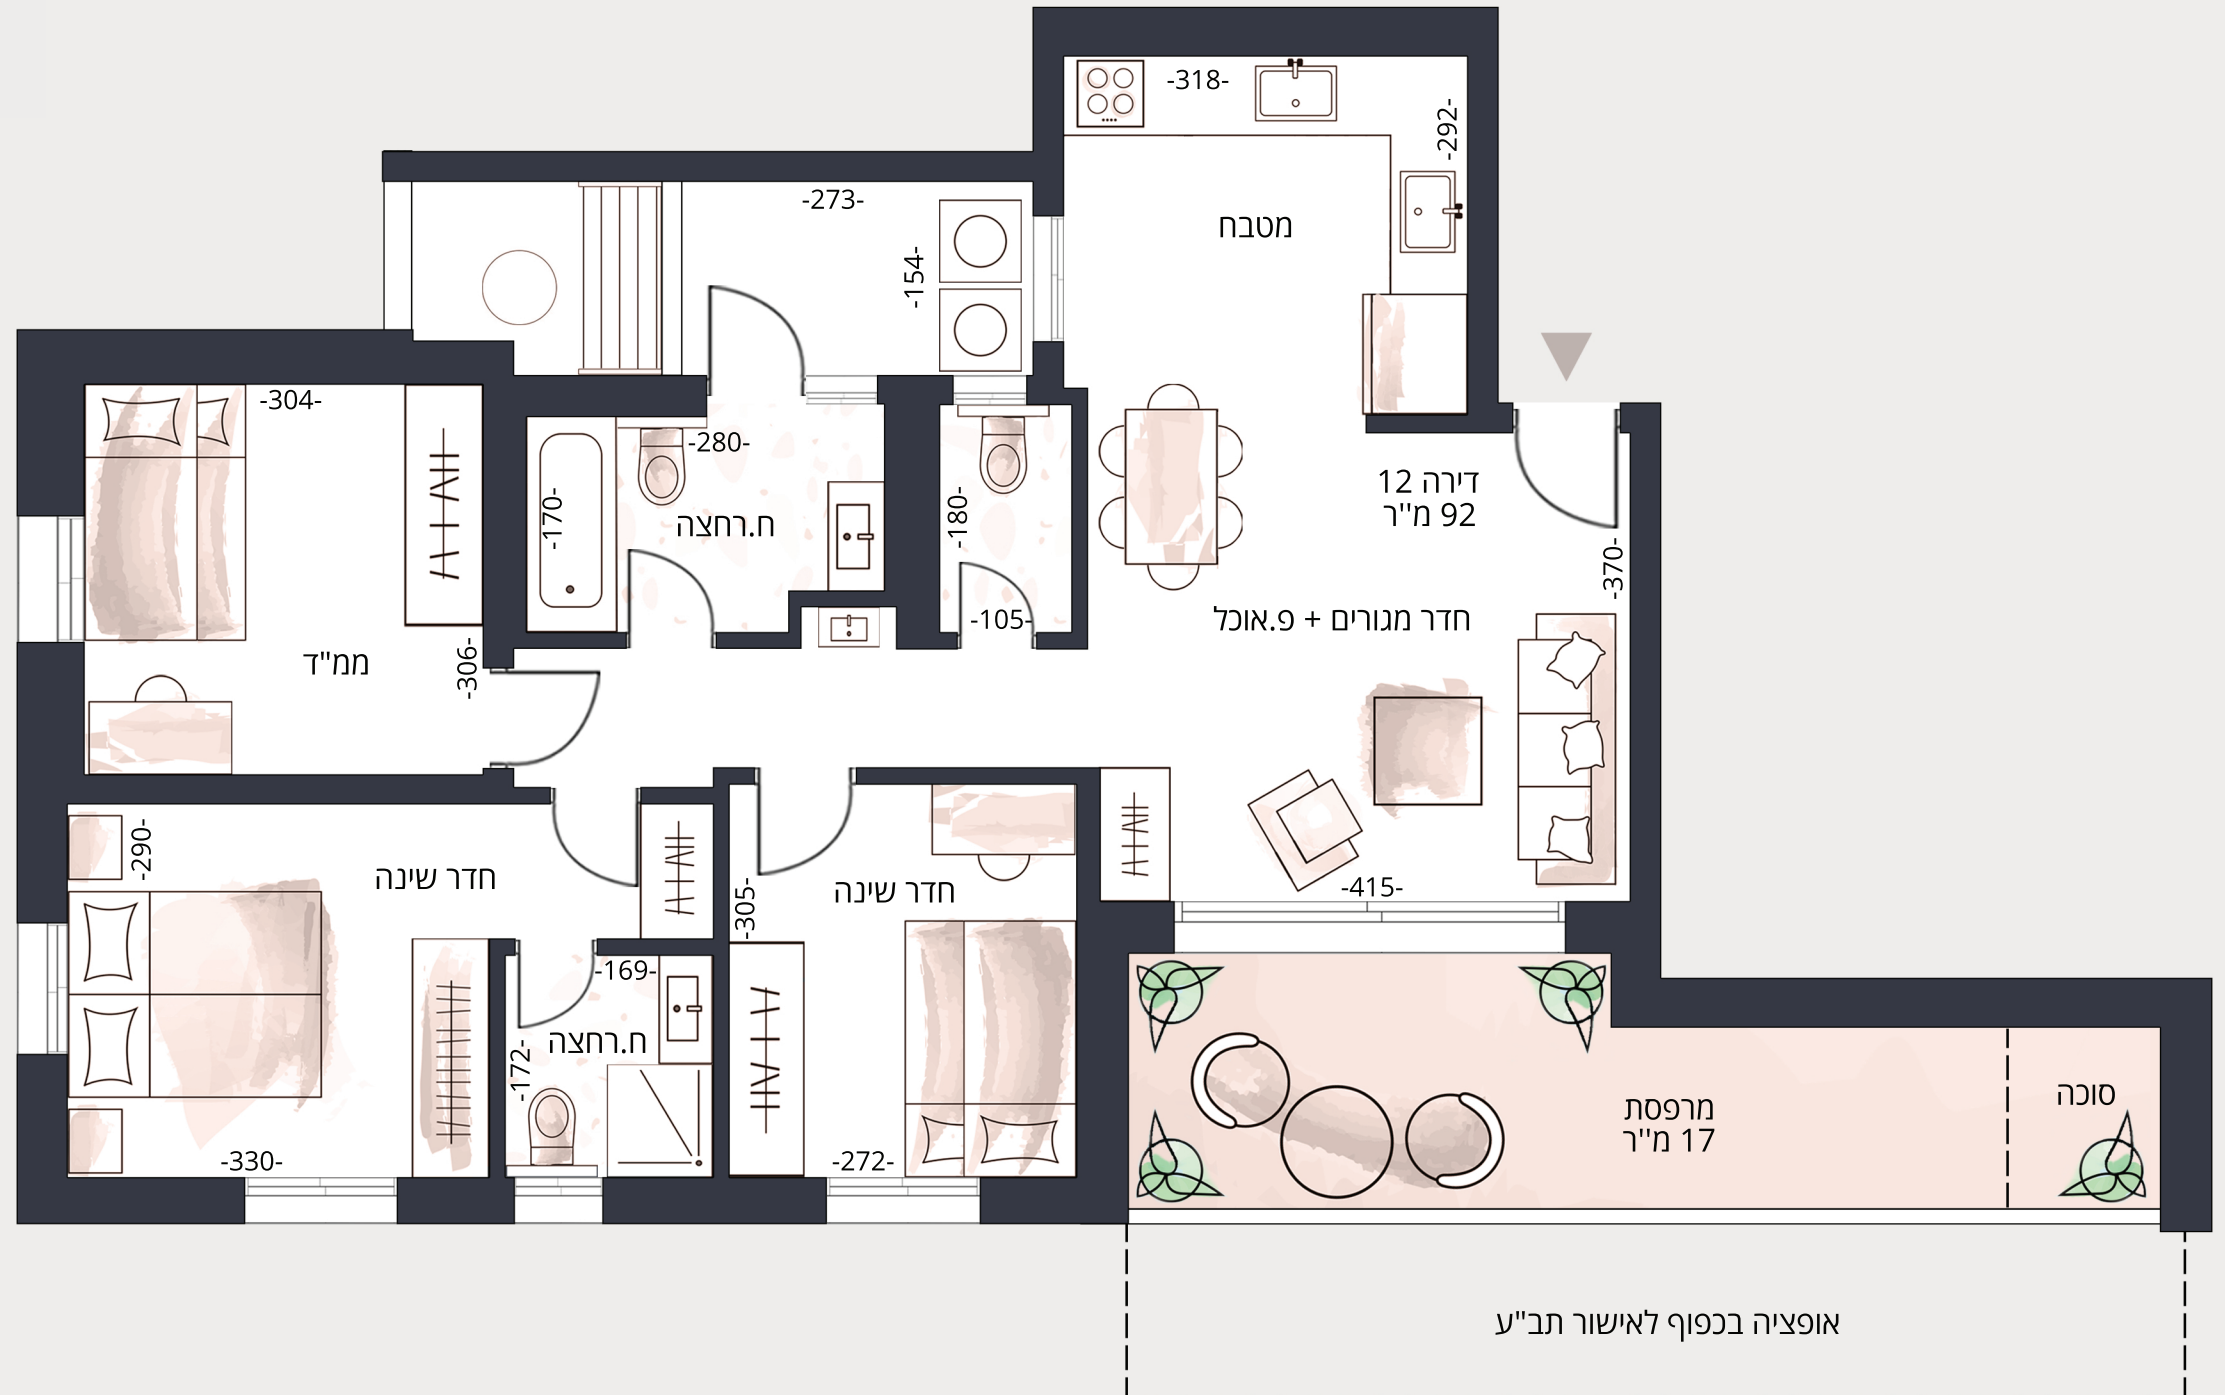 -318-
-292-
מטבח
-273-
-154-
-304-
-280-
-170-
ח.רחצה
-180-
-105-
דירה 12
92 מ''ר
-370-
חדר מגורים + פ.אוכל
ממ"ד
-306-
-290-
חדר שינה
חדר שינה
-305-
-415-
-169-
ח.רחצה
-172-
-330-
-272-
מרפסת
17 מ''ר
סוכה
אופציה בכפוף לאישור תב"ע